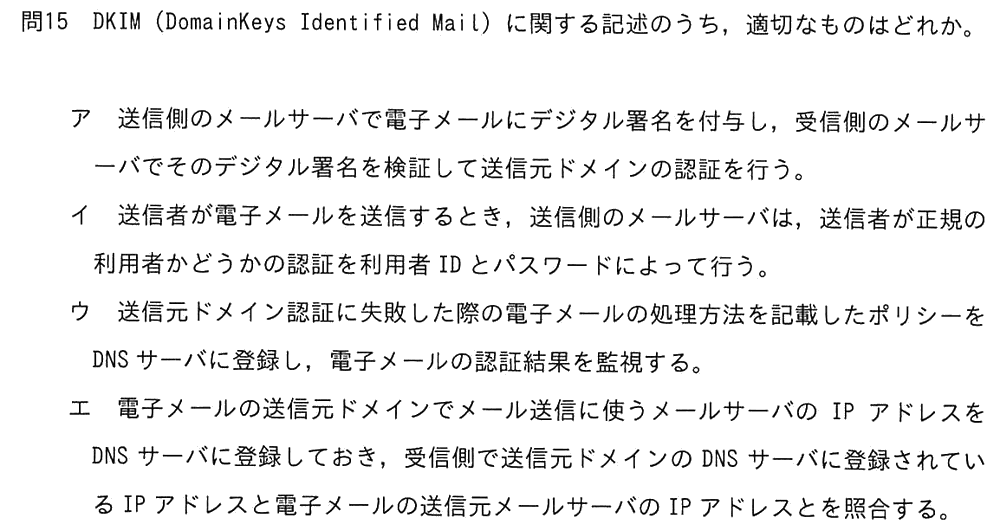 問15 DKIM (DomainKeys Identified Mail) に関する記述のうち，適切なものはどれか。
ア 送信側のメールサーバで電子メールにデジタル署名を付与し，受信側のメールサ
ーバでそのデジタル署名を検証して送信元ドメインの認証を行う。
イ 送信者が電子メールを送信するとき，送信側のメールサーバは，送信者が正規の
利用者かどうかの認証を利用者 ID とパスワードによって行う。
ウ 送信元ドメイン認証に失敗した際の電子メールの処理方法を記載したポリシーを
DNS サーバに登録し，電子メールの認証結果を監視する。
エ 電子メールの送信元ドメインでメール送信に使うメールサーバの IP アドレスを
DNS サーバに登録しておき，受信側で送信元ドメインの DNS サーバに登録されてい
る IP アドレスと電子メールの送信元メールサーバの IP アドレスとを照合する。